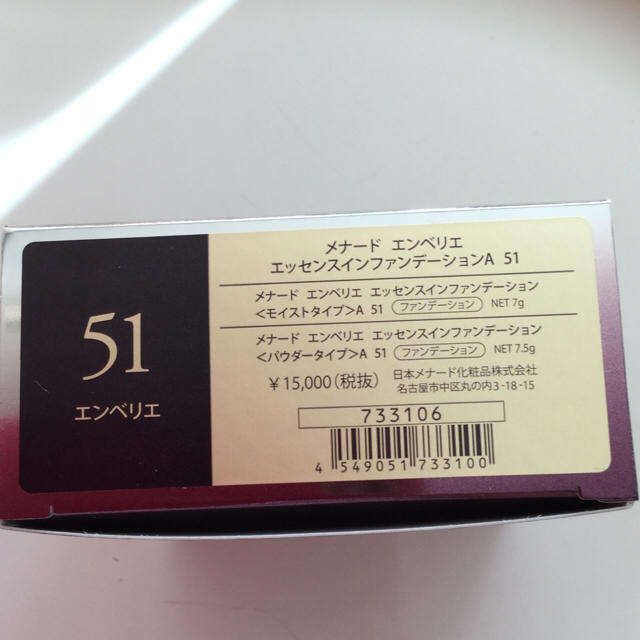 51
エンベリエ
メナード エンベリエ
エッセンスインファンデーションA 51
メナード エンベリエ エッセンスインファンデーション
<モイストタイプ>A 51 ファンデーション NET 7g
メナード エンベリエ エッセンスインファンデーション
<パウダータイプ>A 51 ファンデーション NET 7.5g
¥15,000(税抜)
日本メナード化粧品株式会社
名古屋市中区丸の内3-18-15
733106
4 549051 733100